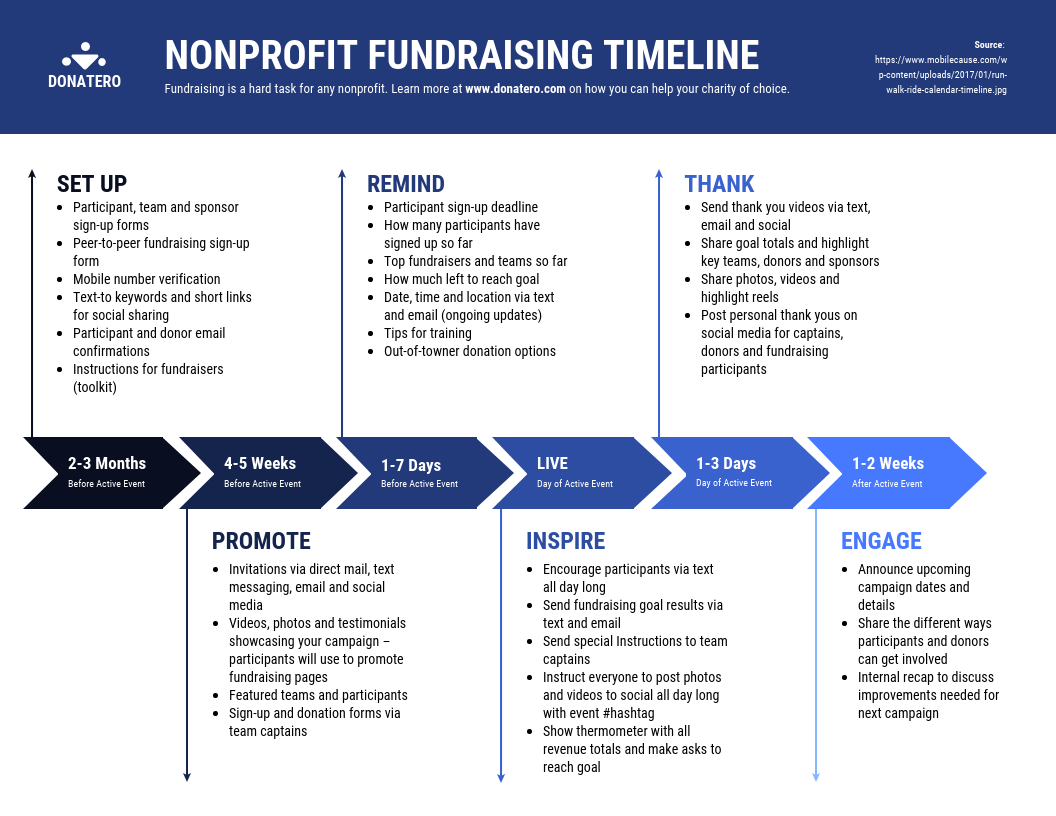 DONATERO
NONPROFIT FUNDRAISING TIMELINE
Fundraising is a hard task for any nonprofit. Learn more at www.donatero.com on how you can help your charity of choice.
Source:
https://www.mobilecause.com/w
p-content/uploads/2017/01/run-
walk-ride-calendar-timeline.jpg
SET UP
• Participant, team and sponsor
sign-up forms
• Peer-to-peer fundraising sign-up
form
• Mobile number verification
• Text-to keywords and short links
for social sharing
• Participant and donor email
confirmations
• Instructions for fundraisers
(toolkit)
REMIND
• Participant sign-up deadline
• How many participants have
signed up so far
• Top fundraisers and teams so far
• How much left to reach goal
• Date, time and location via text
and email (ongoing updates)
• Tips for training
• Out-of-towner donation options
THANK
• Send thank you videos via text,
email and social
• Share goal totals and highlight
key teams, donors and sponsors
• Share photos, videos and
highlight reels
• Post personal thank yous on
social media for captains,
donors and fundraising
participants
2-3 Months
Before Active Event
4-5 Weeks
Before Active Event
1-7 Days
Before Active Event
LIVE
Day of Active Event
1-3 Days
Day of Active Event
1-2 Weeks
After Active Event
PROMOTE
• Invitations via direct mail, text
messaging, email and social
media
• Videos, photos and testimonials
showcasing your campaign –
participants will use to promote
fundraising pages
• Featured teams and participants
• Sign-up and donation forms via
team captains
INSPIRE
• Encourage participants via text
all day long
• Send fundraising goal results via
text and email
• Send special Instructions to team
captains
• Instruct everyone to post photos
and videos to social all day long
with event #hashtag
• Show thermometer with all
revenue totals and make asks to
reach goal
ENGAGE
• Announce upcoming
campaign dates and
details
• Share the different ways
participants and donors
can get involved
• Internal recap to discuss
improvements needed for
next campaign